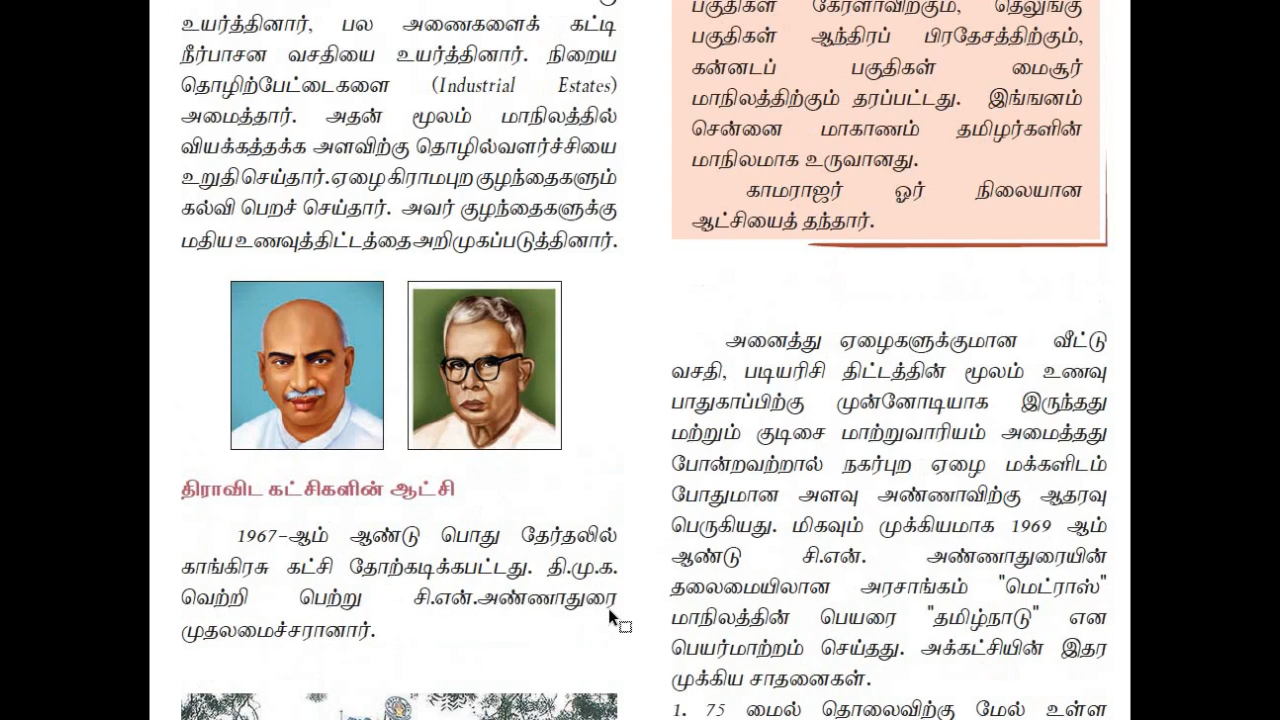 உயர்த்தினார், பல அணைகளைக் கட்டி
நீர்பாசன வசதியை உயர்த்தினார். நிறைய
தொழிற்பேட்டைகளை (Industrial Estates)
அமைத்தார். அதன் மூலம் மாநிலத்தில்
வியக்கத்தக்க அளவிற்கு தொழில்வளர்ச்சியை
உறுதி செய்தார். ஏழை கிராமபுற குழந்தைகளும்
கல்வி பெறச் செய்தார். அவர் குழந்தைகளுக்கு
மதிய உணவுத்திட்டத்தை அறிமுகப்படுத்தினார்.
திராவிட கட்சிகளின் ஆட்சி
1967-ஆம் ஆண்டு பொது தேர்தலில்
காங்கிரசு கட்சி தோற்கடிக்கபட்டது. தி.மு.க.
வெற்றி பெற்று சி.என்.அண்ணாதுரை
முதலமைச்சரானார்.
பகுதிகள் கேரளாவிற்கும், தெலுங்கு
பகுதிகள் ஆந்திரப் பிரதேசத்திற்கும்,
கன்னடப் பகுதிகள் மைசூர்
மாநிலத்திற்கும் தரப்பட்டது. இங்ஙனம்
சென்னை மாகாணம் தமிழர்களின்
மாநிலமாக உருவானது.
காமராஜர் ஓர் நிலையான
ஆட்சியைத் தந்தார்.
அனைத்து ஏழைகளுக்குமான வீட்டு
வசதி, படியரிசி திட்டத்தின் மூலம் உணவு
பாதுகாப்பிற்கு முன்னோடியாக இருந்தது
மற்றும் குடிசை மாற்றுவாரியம் அமைத்தது
போன்றவற்றால் நகர்புற ஏழை மக்களிடம்
போதுமான அளவு அண்ணாவிற்கு ஆதரவு
பெருகியது. மிகவும் முக்கியமாக 1969 ஆம்
ஆண்டு சி.என். அண்ணாதுரையின்
தலைமையிலான அரசாங்கம் "மெட்ராஸ்"
மாநிலத்தின் பெயரை "தமிழ்நாடு" என
பெயர்மாற்றம் செய்தது. அக்கட்சியின் இதர
முக்கிய சாதனைகள்.
1. 75 மைல் தொலைவிற்கு மேல் உள்ள